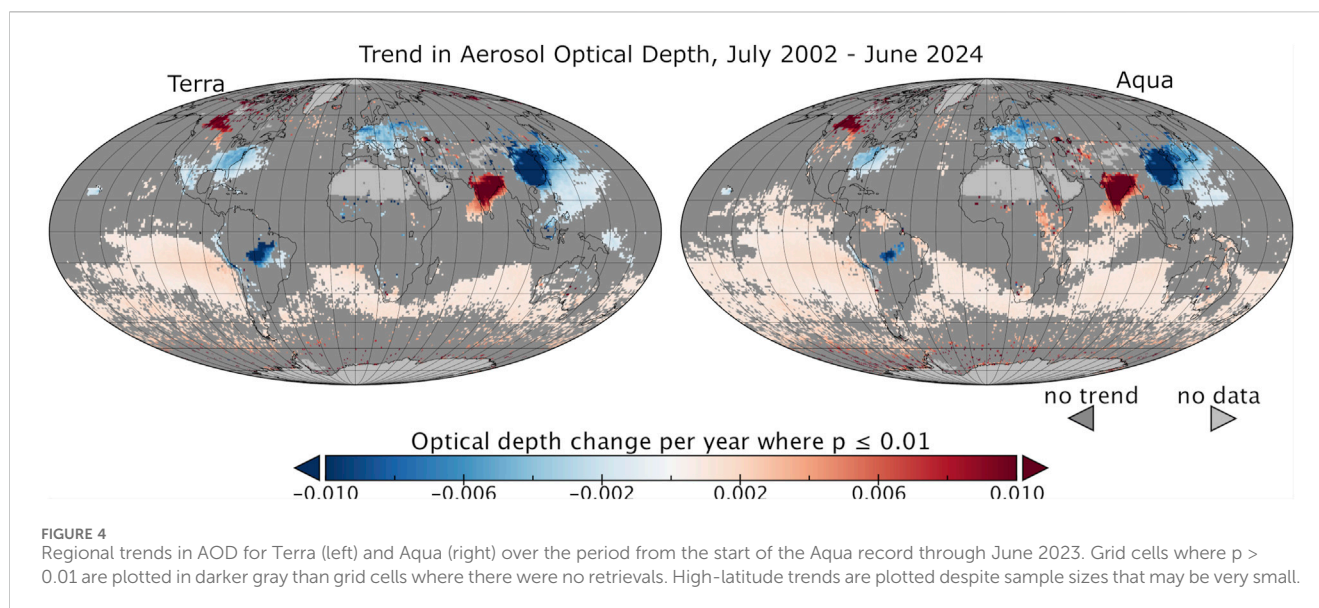 Trend in Aerosol Optical Depth, July 2002 - June 2024
Terra
Aqua
no trend
no data
Optical depth change per year where p ≤ 0.01
−0.010 −0.006 −0.002 0.002 0.006 0.010
FIGURE 4
Regional trends in AOD for Terra (left) and Aqua (right) over the period from the start of the Aqua record through June 2023. Grid cells where p >
0.01 are plotted in darker gray than grid cells where there were no retrievals. High-latitude trends are plotted despite sample sizes that may be very small.